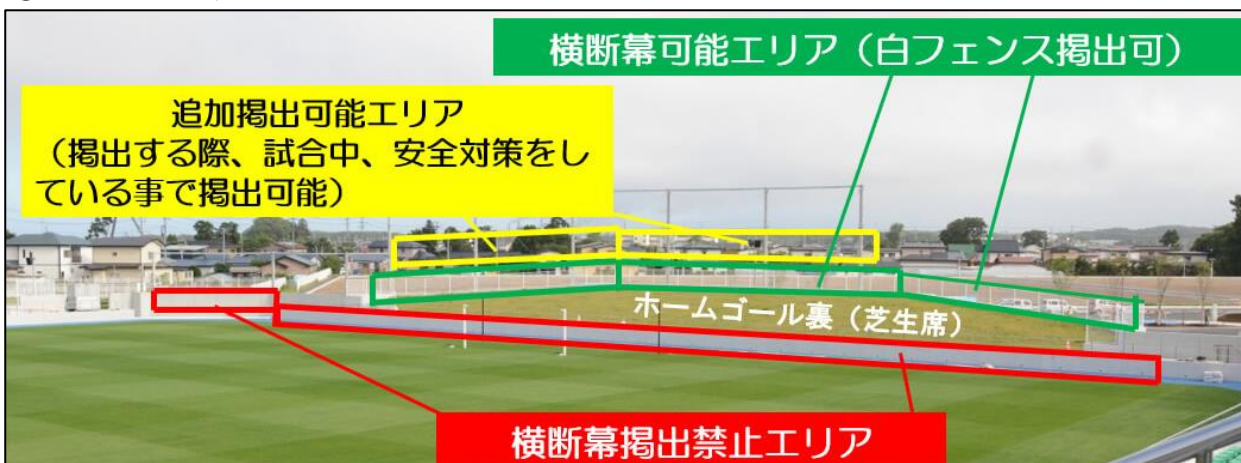 横断幕可能エリア（白フェンス掲出可）
追加掲出可能エリア
（掲出する際、試合中、安全対策をし
ている事で掲出可能）
ホームゴール裏（芝生席）
横断幕掲出禁止エリア